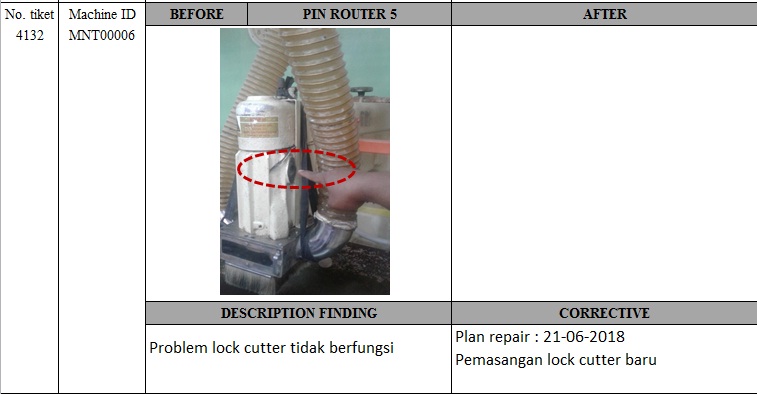 No. tiket
Machine ID
BEFORE
PIN ROUTER 5
AFTER
4132
MNT00006
DESCRIPTION FINDING
CORRECTIVE
Problem lock cutter tidak berfungsi
Plan repair : 21-06-2018
Pemasangan lock cutter baru